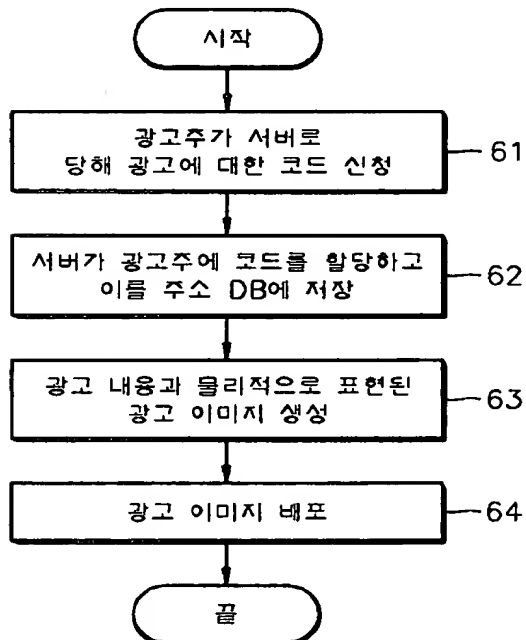 시작
광고주가 서버로
당해 광고에 대한 코드 신청
61
서버가 광고주에 코드를 할당하고
이를 주소 DB에 저장
62
광고 내용과 물리적으로 표현된
광고 이미지 생성
63
광고 이미지 배포
64
끝